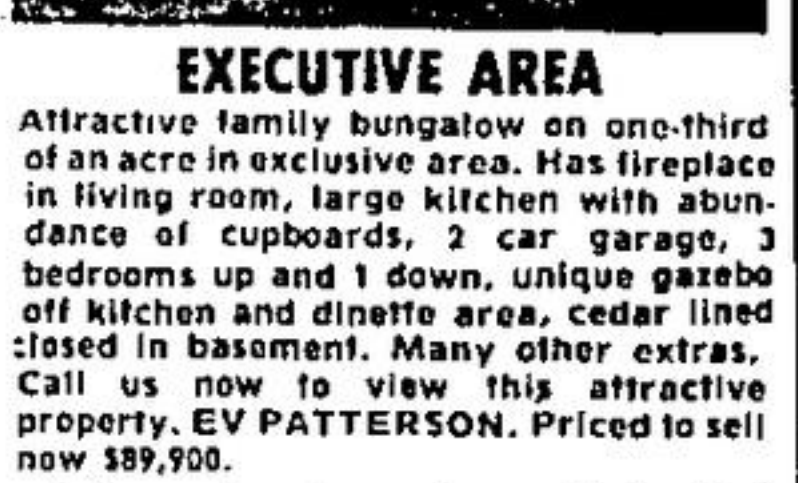 EXECUTIVE AREA
Attractive family bungalow on one-third
of an acre in exclusive area. Has fireplace
in living room, large kitchen with abun-
dance of cupboards, 2 car garage, 3
bedrooms up and 1 down, unique gazebo
off kitchen and dinette area, cedar lined
closed in basement. Many other extras.
Call us now to view this attractive
property. EV PATTERSON. Priced to sell
now $89,900.